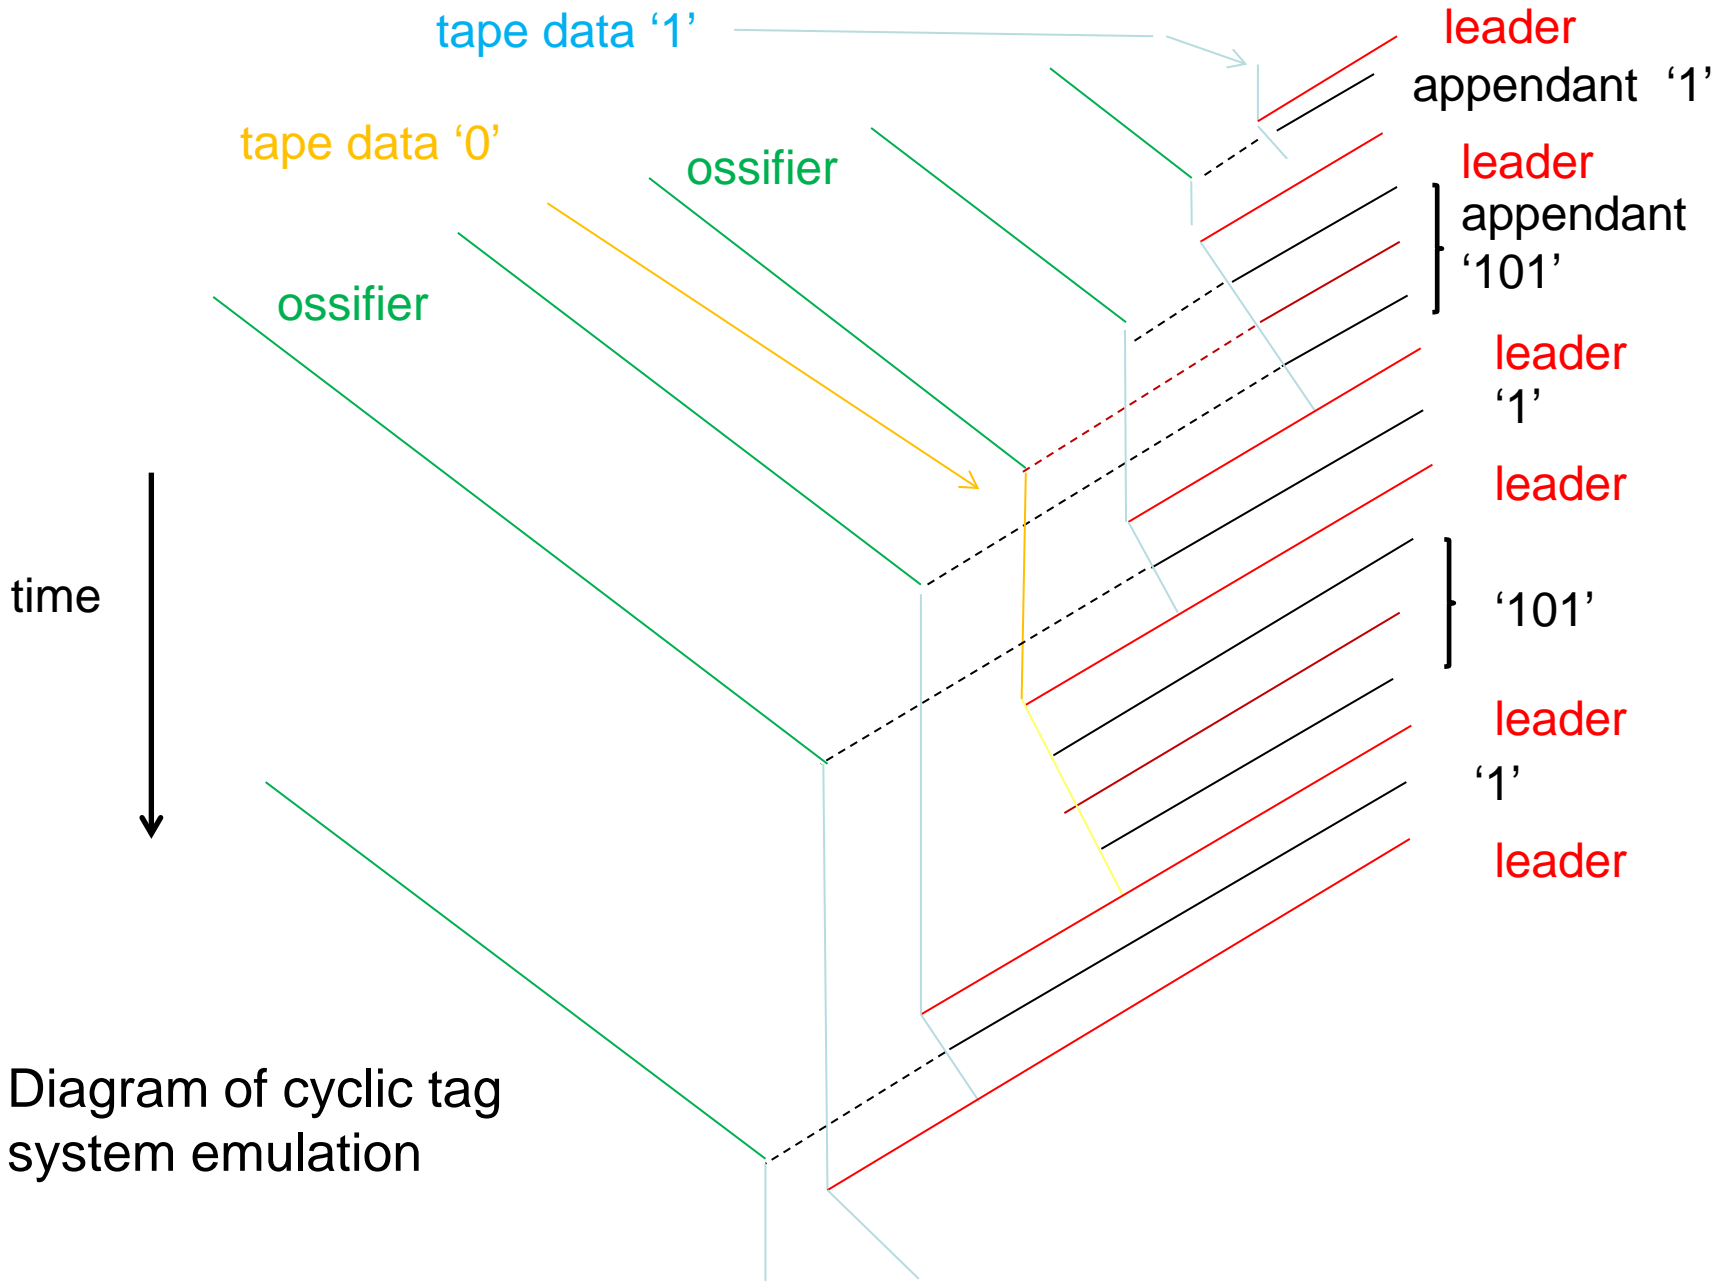 tape data ‘1’
leader
appendant ‘1’
tape data ‘0’
ossifier
leader
appendant
‘101’
ossifier
leader
‘1’
leader
time
‘101’
leader
‘1’
leader
Diagram of cyclic tag
system emulation